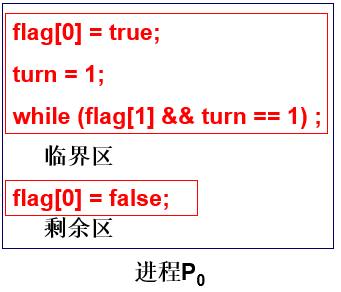 flag[0] = true;
turn = 1;
while (flag[1] && turn == 1) ;
临界区
flag[0] = false;
剩余区
进程P₀